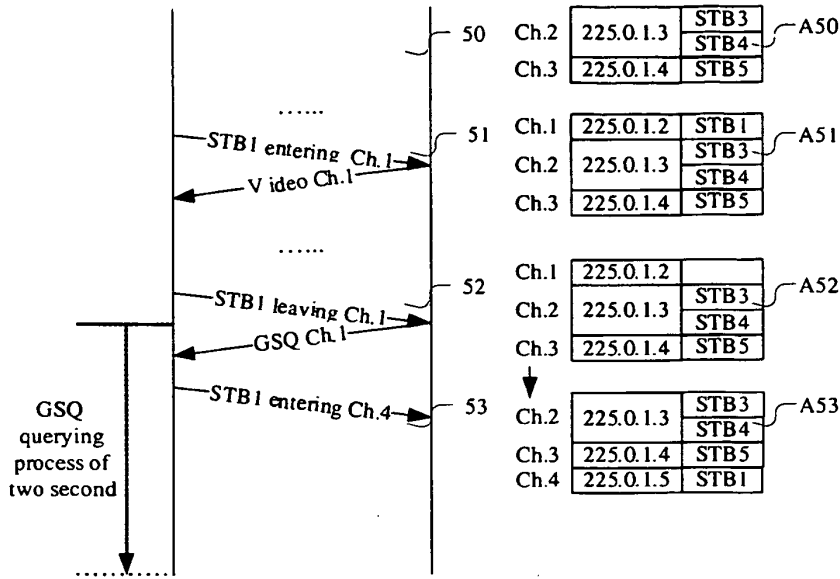 50
Ch.2 225.0.1.3 STB3
STB4
A50
Ch.3 225.0.1.4 STB5
......
STB1 entering Ch.1
51
Video Ch.1
Ch.1 225.0.1.2 STB1
A51
Ch.2 225.0.1.3 STB3
STB4
Ch.3 225.0.1.4 STB5
......
STB1 leaving Ch.1
52
GSQ Ch.1
Ch.1 225.0.1.2
A52
Ch.2 225.0.1.3 STB3
STB4
Ch.3 225.0.1.4 STB5
STB1 entering Ch.4
53
Ch.2 225.0.1.3 STB3
STB4
A53
Ch.3 225.0.1.4 STB5
Ch.4 225.0.1.5 STB1
GSQ
querying
process of
two second